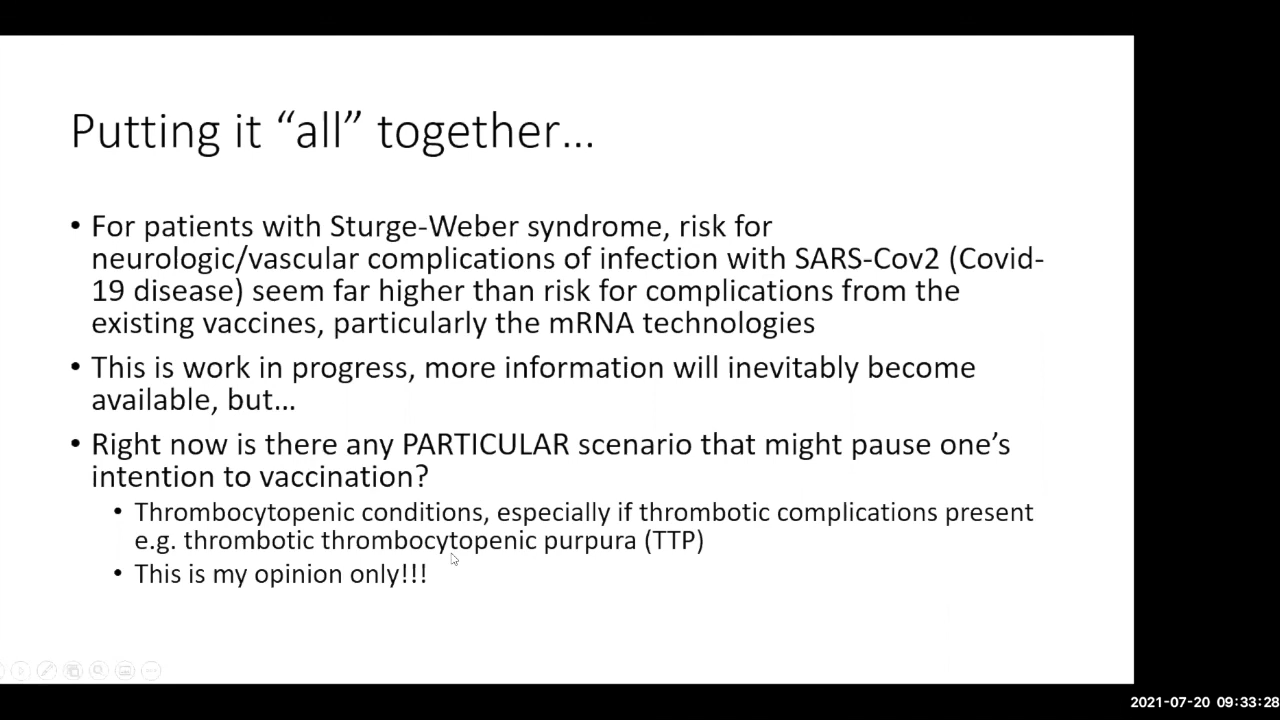 Putting it “all” together...
• For patients with Sturge-Weber syndrome, risk for
neurologic/vascular complications of infection with SARS-Cov2 (Covid-
19 disease) seem far higher than risk for complications from the
existing vaccines, particularly the mRNA technologies
• This is work in progress, more information will inevitably become
available, but...
• Right now is there any PARTICULAR scenario that might pause one’s
intention to vaccination?
• Thrombocytopenic conditions, especially if thrombotic complications present
e.g. thrombotic thrombocytopenic purpura (TTP)
• This is my opinion only!!!
2021-07-20 09:33:28